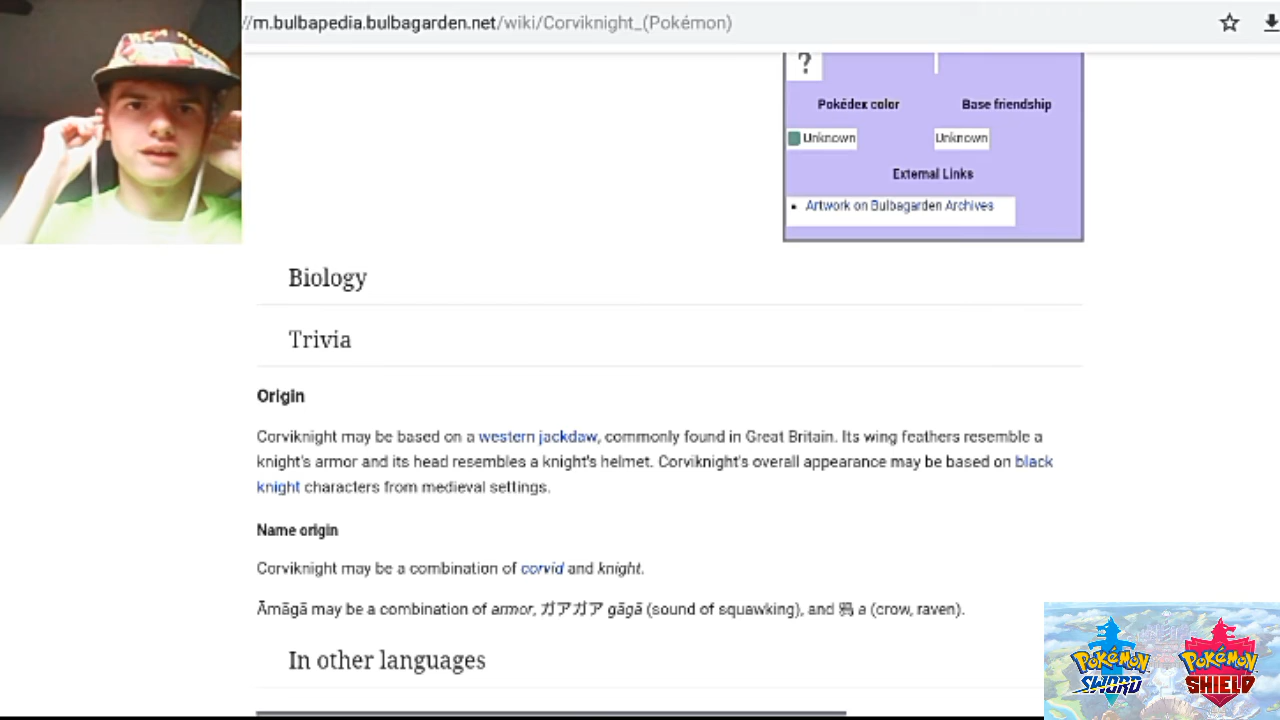 //m.bulbapedia.bulbagarden.net/wiki/Corviknight_(Pokémon)
?
Pokédex color Base friendship
Unknown Unknown
External Links
• Artwork on Bulbagarden Archives
Biology
Trivia
Origin
Corviknight may be based on a western jackdaw, commonly found in Great Britain. Its wing feathers resemble a
knight's armor and its head resembles a knight's helmet. Corviknight's overall appearance may be based on black
knight characters from medieval settings.
Name origin
Corviknight may be a combination of corvid and knight.
Āmāgā may be a combination of armor, ガアガア gāgā (sound of squawking), and 鴉 a (crow, raven).
In other languages
POKÉMON SWORD
POKÉMON SHIELD